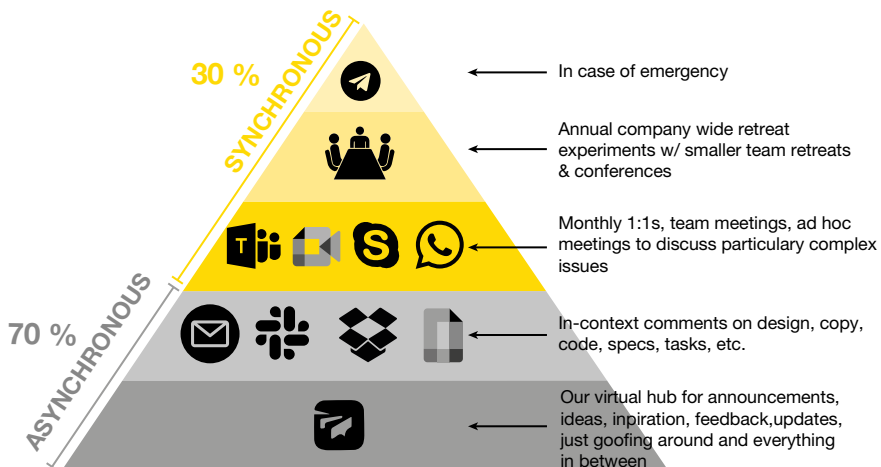 30 %
SYNCHRONOUS
In case of emergency
Annual company wide retreat
experiments w/ smaller team retreats
& conferences
T
S
Monthly 1:1s, team meetings, ad hoc
meetings to discuss particulary complex
issues
70 %
ASYNCHRONOUS
In-context comments on design, copy,
code, specs, tasks, etc.
Our virtual hub for announcements,
ideas, inpiration, feedback,updates,
just goofing around and everything
in between